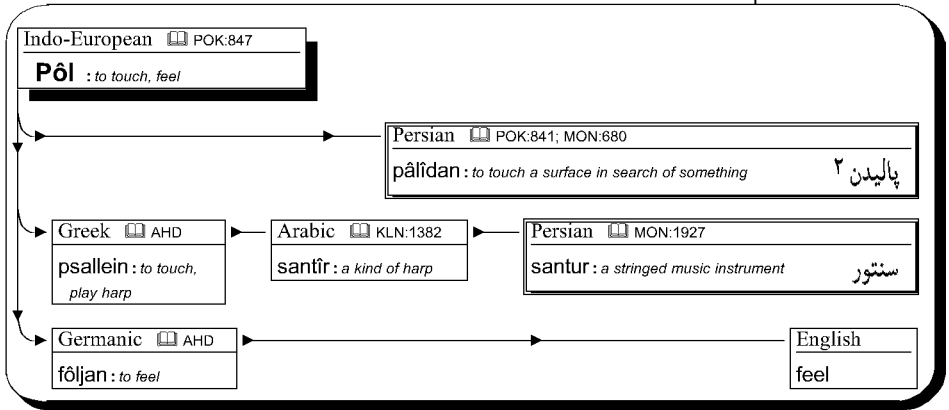 Indo-European 🕮 POK:847
Pôl : to touch, feel
Persian 🕮 POK:841; MON:680
pâlîdan : to touch a surface in search of something پالیدن ۲
Greek 🕮 AHD
psallein : to touch,
play harp
Arabic 🕮 KLN:1382
santîr : a kind of harp
Persian 🕮 MON:1927
santur : a stringed music instrument سنتور
Germanic 🕮 AHD
fôljan : to feel
English
feel